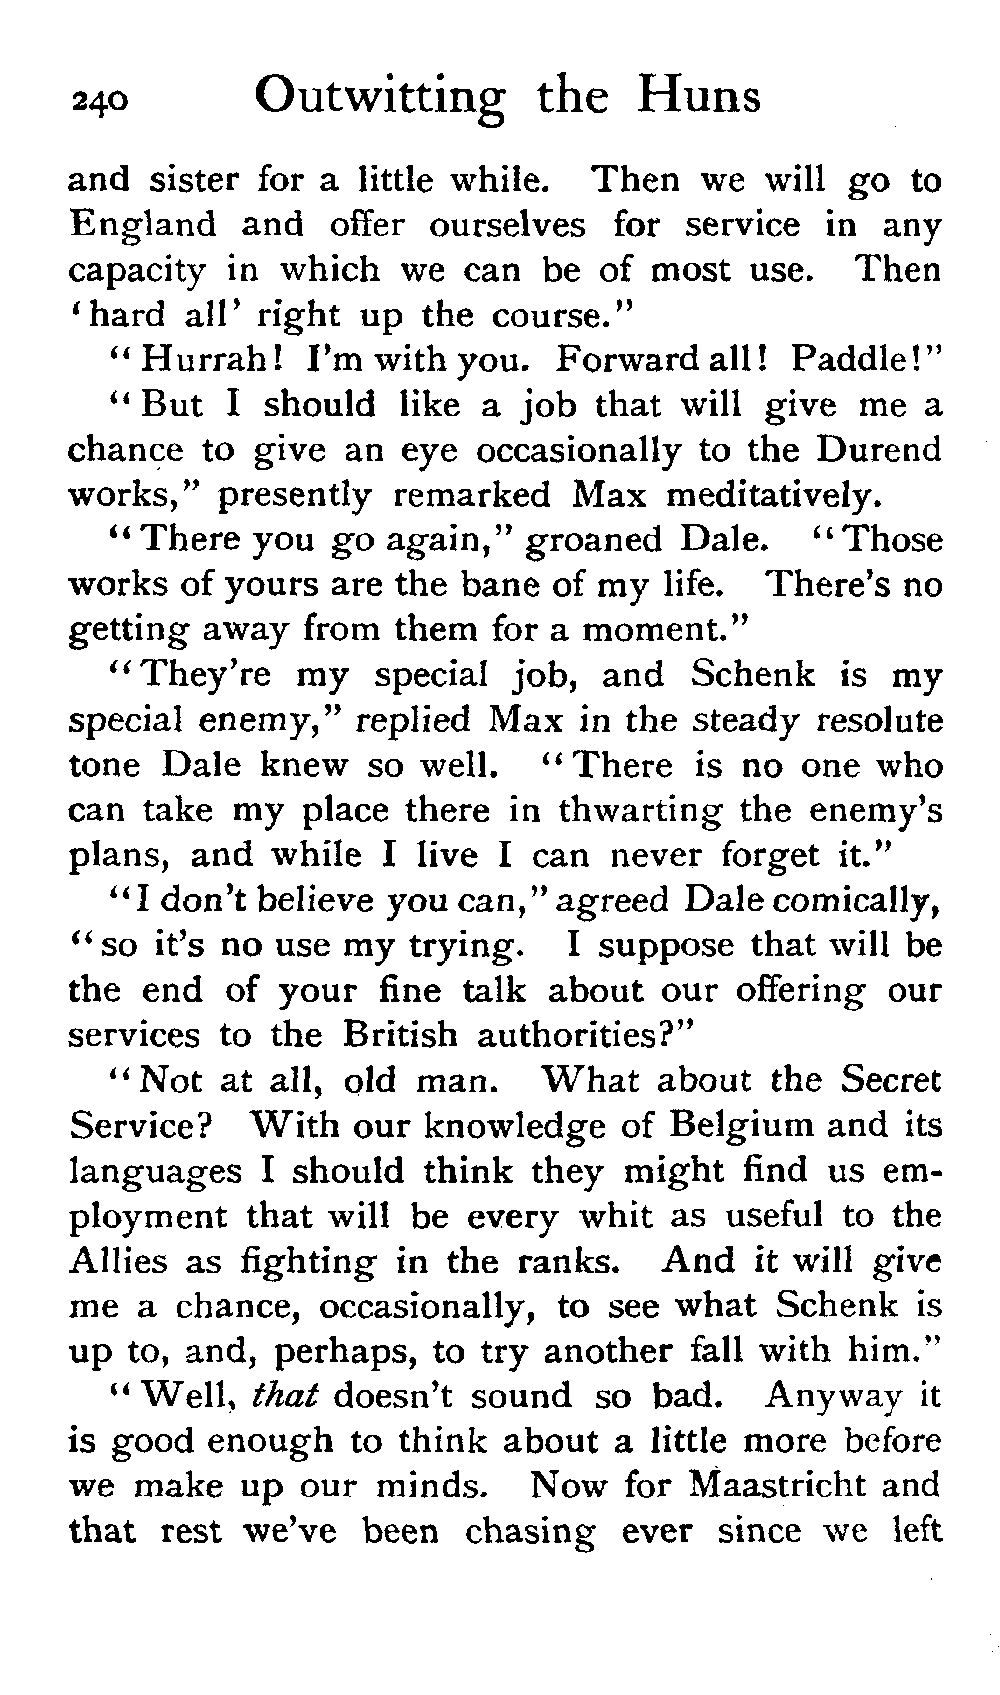 240 Outwitting the Huns
and sister for a little while. Then we will go to
England and offer ourselves for service in any
capacity in which we can be of most use. Then
‘hard all’ right up the course.”
“Hurrah! I’m with you. Forward all! Paddle!”
“But I should like a job that will give me a
chance to give an eye occasionally to the Durend
works,” presently remarked Max meditatively.
“There you go again,” groaned Dale. “Those
works of yours are the bane of my life. There’s no
getting away from them for a moment.”
“They’re my special job, and Schenk is my
special enemy,” replied Max in the steady resolute
tone Dale knew so well. “There is no one who
can take my place there in thwarting the enemy’s
plans, and while I live I can never forget it.”
“I don’t believe you can,” agreed Dale comically,
“so it’s no use my trying. I suppose that will be
the end of your fine talk about our offering our
services to the British authorities?”
“Not at all, old man. What about the Secret
Service? With our knowledge of Belgium and its
languages I should think they might find us em-
ployment that will be every whit as useful to the
Allies as fighting in the ranks. And it will give
me a chance, occasionally, to see what Schenk is
up to, and, perhaps, to try another fall with him.”
“Well, that doesn’t sound so bad. Anyway it
is good enough to think about a little more before
we make up our minds. Now for Maastricht and
that rest we’ve been chasing ever since we left